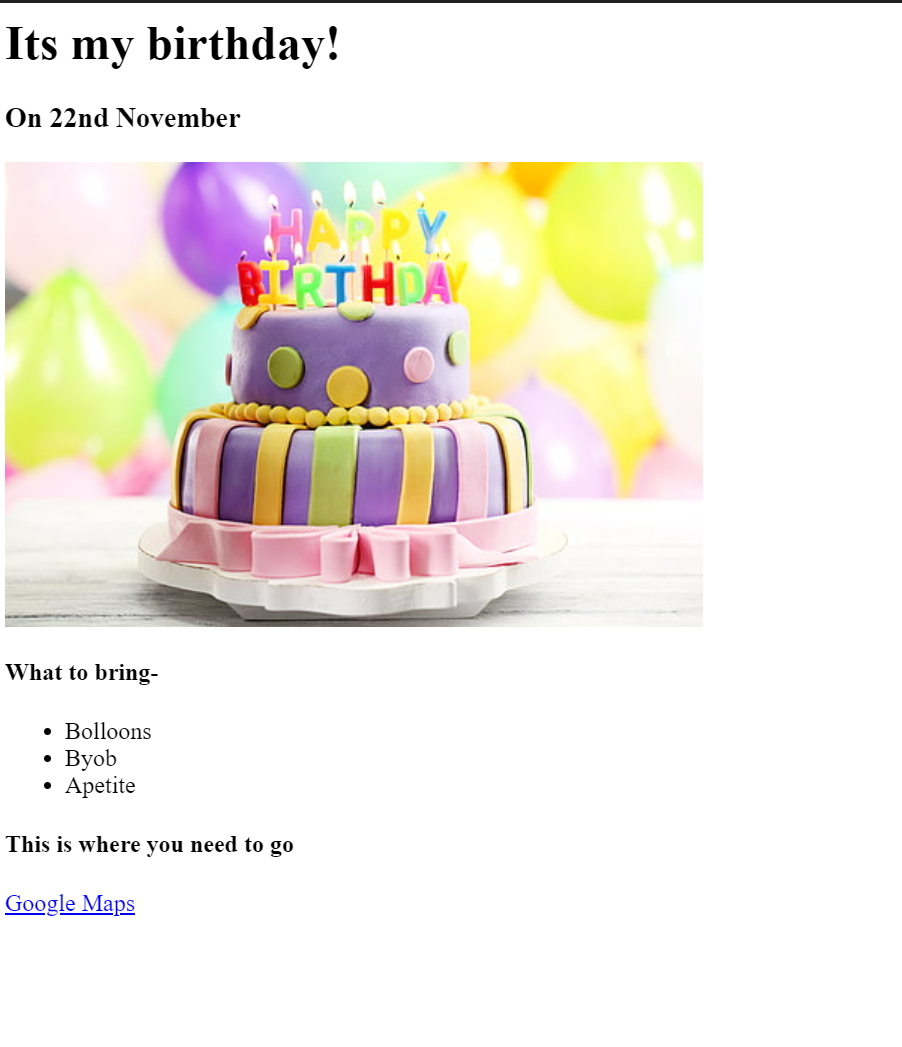 Its my birthday!
On 22nd November
HAPPY
BIRTHDAY
What to bring-
Bolloons
Byob
Apetite
This is where you need to go
Google Maps